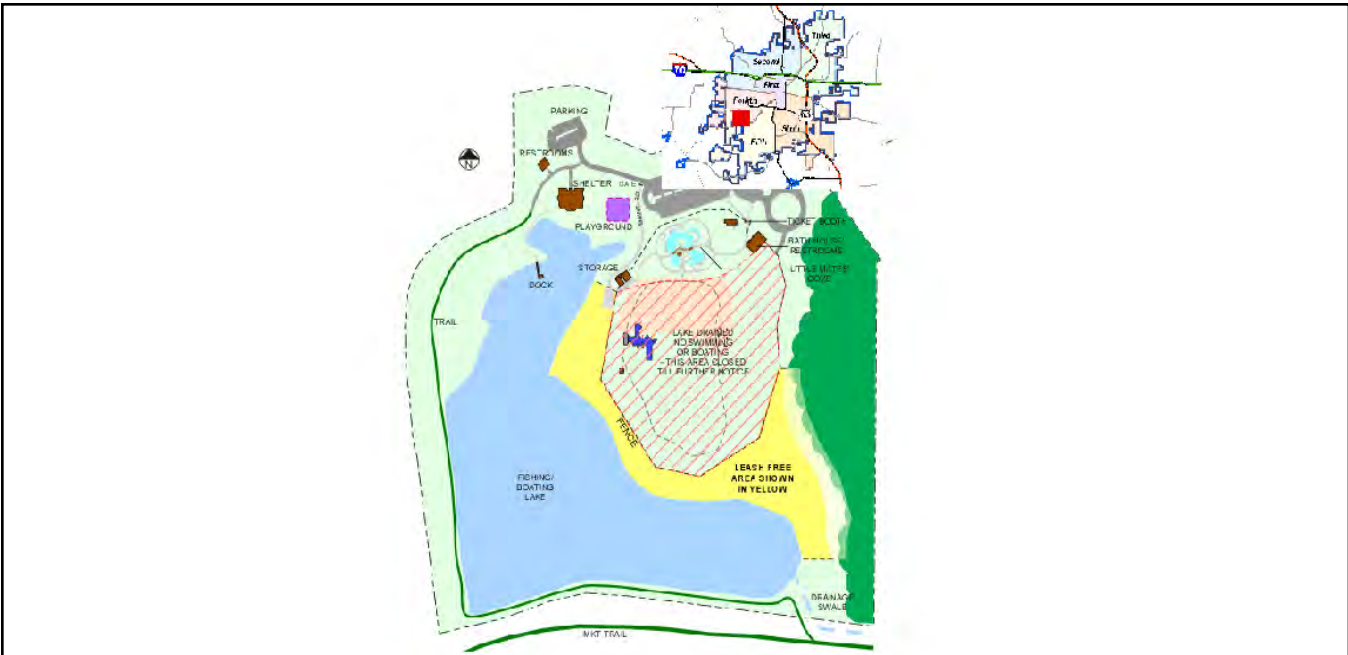 Third
Second
70
First
Fourth
63
Sixth
Fifth
PARKING
N
RESTROOMS
SHELTER
PLAYGROUND
TICKET BOOTH
BATHHOUSE/
RESTROOMS
STORAGE
LITTLE MATES
COVE
DOCK
TRAIL
LAKE DRAINED
NO SWIMMING
OR BOATING
- THIS AREA CLOSED
TILL FURTHER NOTICE
FENCE
LEASH FREE
AREA SHOWN
IN YELLOW
FISHING/
BOATING
LAKE
DRAINAGE
SWALE
MKT TRAIL